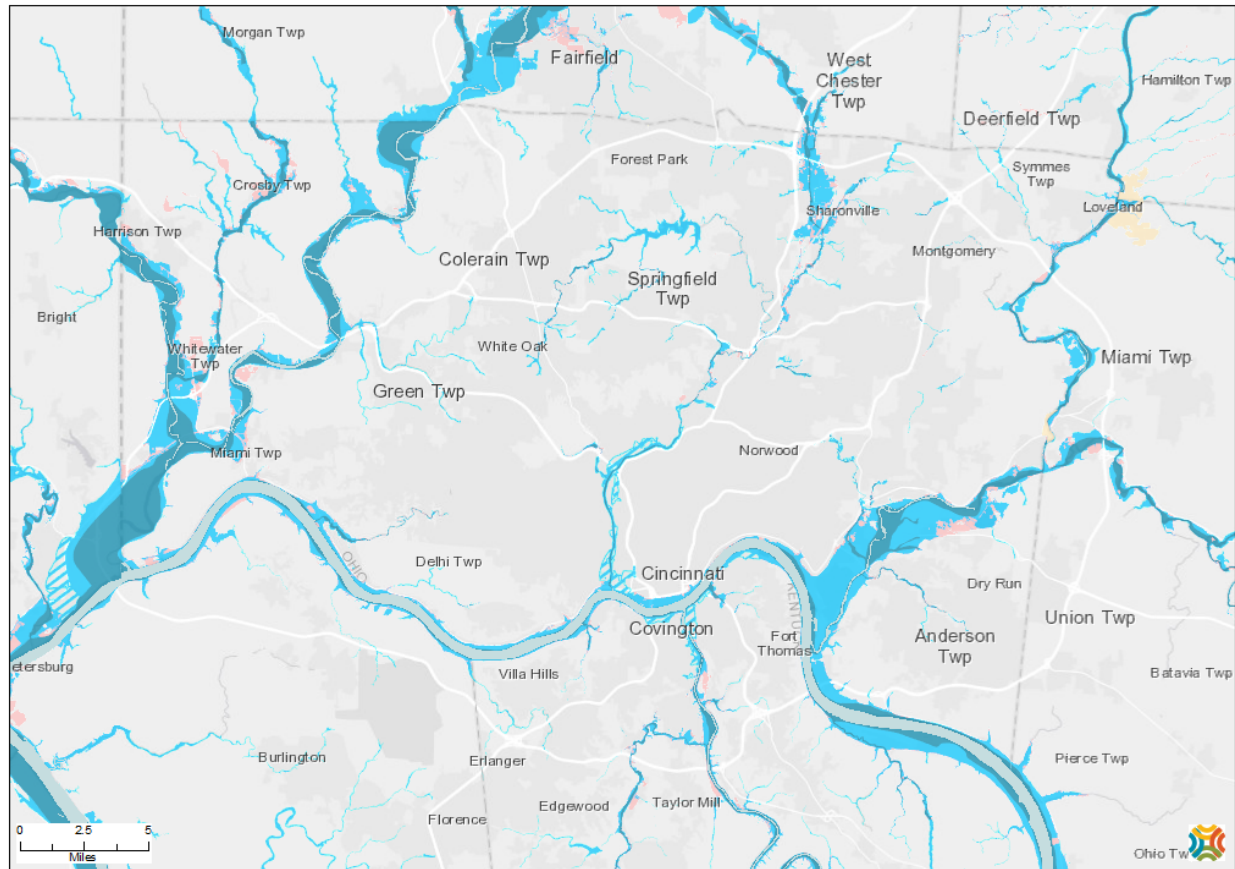 Morgan Twp
Fairfield
West
Chester
Twp
Hamilton Twp
Deerfield Twp
Forest Park
Symmes
Twp
Crosby Twp
Loveland
Sharonville
Harrison Twp
Montgomery
Colerain Twp
Springfield
Twp
Bright
White Oak
Whitewater
Twp
Miami Twp
Green Twp
Norwood
Miami Twp
OHIO
Delhi Twp
Cincinnati
Dry Run
KENTUC
Union Twp
Covington
Fort
Thomas
Anderson
Twp
etersburg
Villa Hills
Batavia Twp
Burlington
Erlanger
Pierce Twp
Edgewood
Taylor Mill
Florence
0 2.5 5
Miles
Ohio Tw